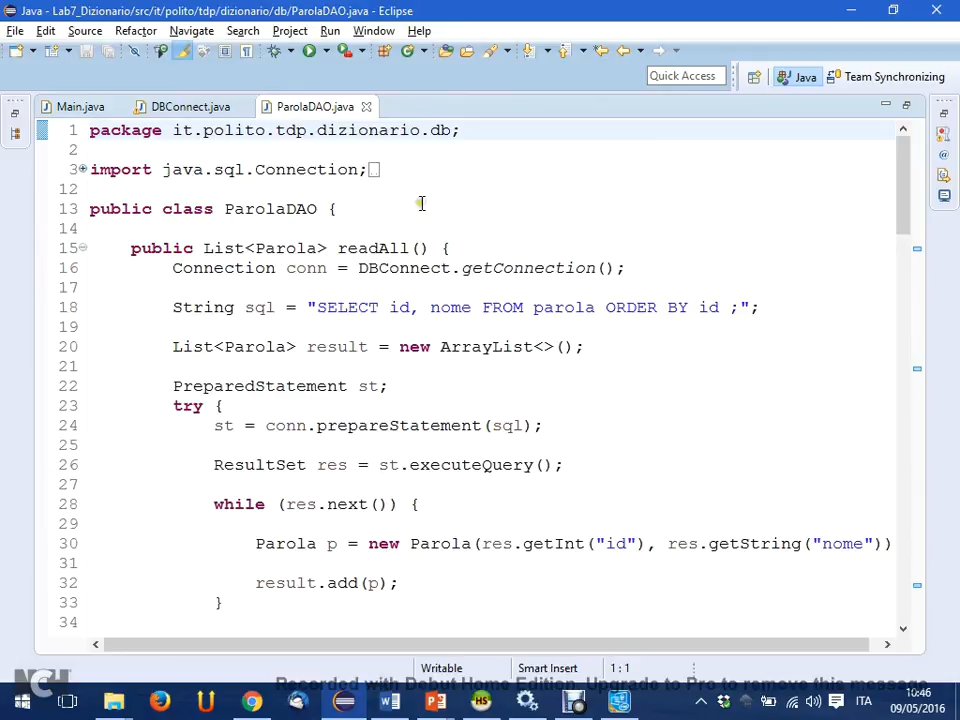 Java - Lab7_Dizionario/src/it/polito/tdp/dizionario/db/ParolaDAO.java - Eclipse
File Edit Source Refactor Navigate Search Project Run Window Help
Quick Access
Java
Team Synchronizing
Main.java
DBConnect.java
ParolaDAO.java
1 package it.polito.tdp.dizionario.db;
2
3 import java.sql.Connection;
12
13 public class ParolaDAO {
14
15 public List<Parola> readAll() {
16 Connection conn = DBConnect.getConnection();
17
18 String sql = "SELECT id, nome FROM parola ORDER BY id ;";
19
20 List<Parola> result = new ArrayList<>();
21
22 PreparedStatement st;
23 try {
24 st = conn.prepareStatement(sql);
25
26 ResultSet res = st.executeQuery();
27
28 while (res.next()) {
29
30 Parola p = new Parola(res.getInt("id"), res.getString("nome"))
31
32 result.add(p);
33 }
34
Writable
Smart Insert
1 : 1
NCH
Recorded with Debut Home Edition. Upgrade to Pro to remove this message
ITA
10:46
09/05/2016